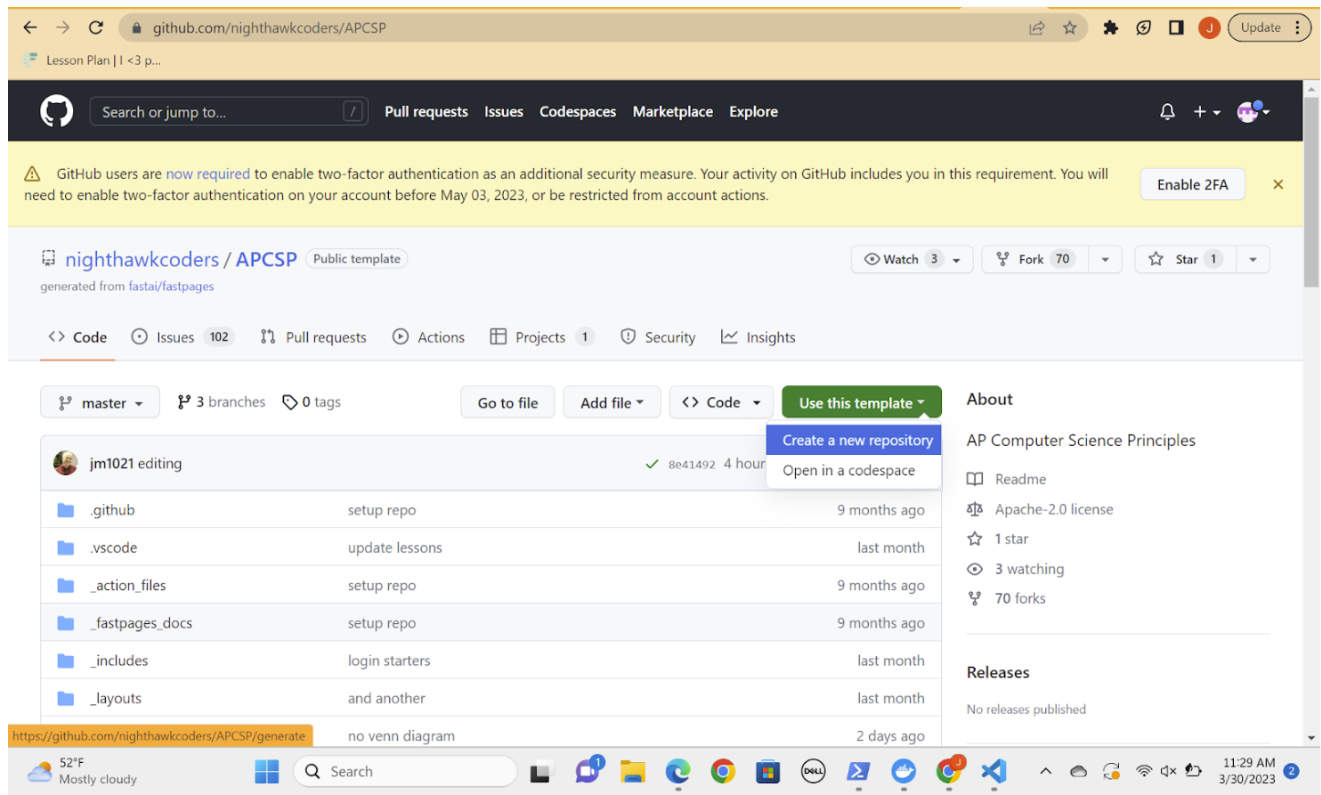 github.com/nighthawkcoders/APCSP
J
Update
Lesson Plan | I <3 p...
Search or jump to...
/
Pull requests Issues Codespaces Marketplace Explore
GitHub users are now required to enable two-factor authentication as an additional security measure. Your activity on GitHub includes you in this requirement. You will
need to enable two-factor authentication on your account before May 03, 2023, or be restricted from account actions.
Enable 2FA
nighthawkcoders / APCSP Public template
Watch 3 Fork 70 Star 1
generated from fastai/fastpages
<> Code Issues 102 Pull requests Actions Projects 1 Security Insights
master 3 branches 0 tags Go to file Add file <> Code Use this template
Create a new repository
Open in a codespace
jm1021 editing 8e41492 4 hour
.github setup repo 9 months ago
.vscode update lessons last month
_action_files setup repo 9 months ago
_fastpages_docs setup repo 9 months ago
_includes login starters last month
_layouts and another last month
no venn diagram 2 days ago
About
AP Computer Science Principles
Readme
Apache-2.0 license
1 star
3 watching
70 forks
Releases
No releases published
https://github.com/nighthawkcoders/APCSP/generate
52°F
Mostly cloudy
Search
1
DELL
J
11:29 AM
3/30/2023
2